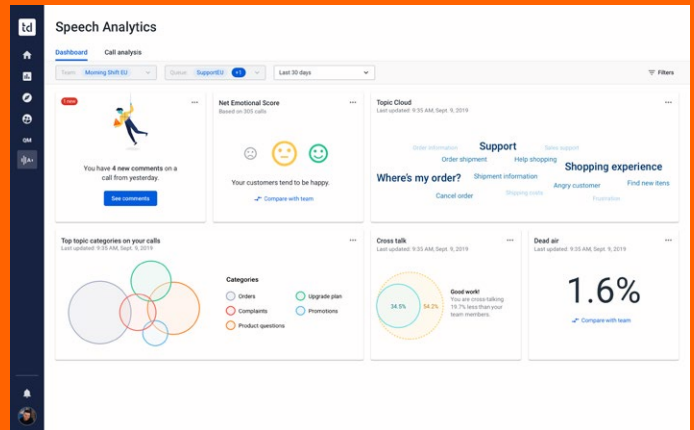 td
Speech Analytics
Dashboard Call analysis
Team: Morning Shift EU Queue: SupportEU +1 Last 30 days Filters
1 new
You have 4 new comments on a
call from yesterday.
See comments
Net Emotional Score
Based on 303 calls
Your customers tend to be happy.
Compare with team
Topic Cloud
Last updated: 9:35 AM, Sept. 9, 2019
Order information Support Sales support
Order shipment Help shopping
Shopping experience
Where's my order? Shipment information
Angry customer Find new itens
Cancel order Shipping costs
Frustration
Top topic categories on your calls
Last updated: 9:35 AM, Sept. 9, 2019
Categories
Orders Upgrade plan
Complaints Promotions
Product questions
Cross talk
Last updated: 9:35 AM, Sept. 9, 2019
34.5% 54.2%
Good work!
You are cross-talking
19.7% less than your
team members.
Dead air
Last updated: 9:35 AM, Sept. 9, 2019
1.6%
Compare with team
QM
A+